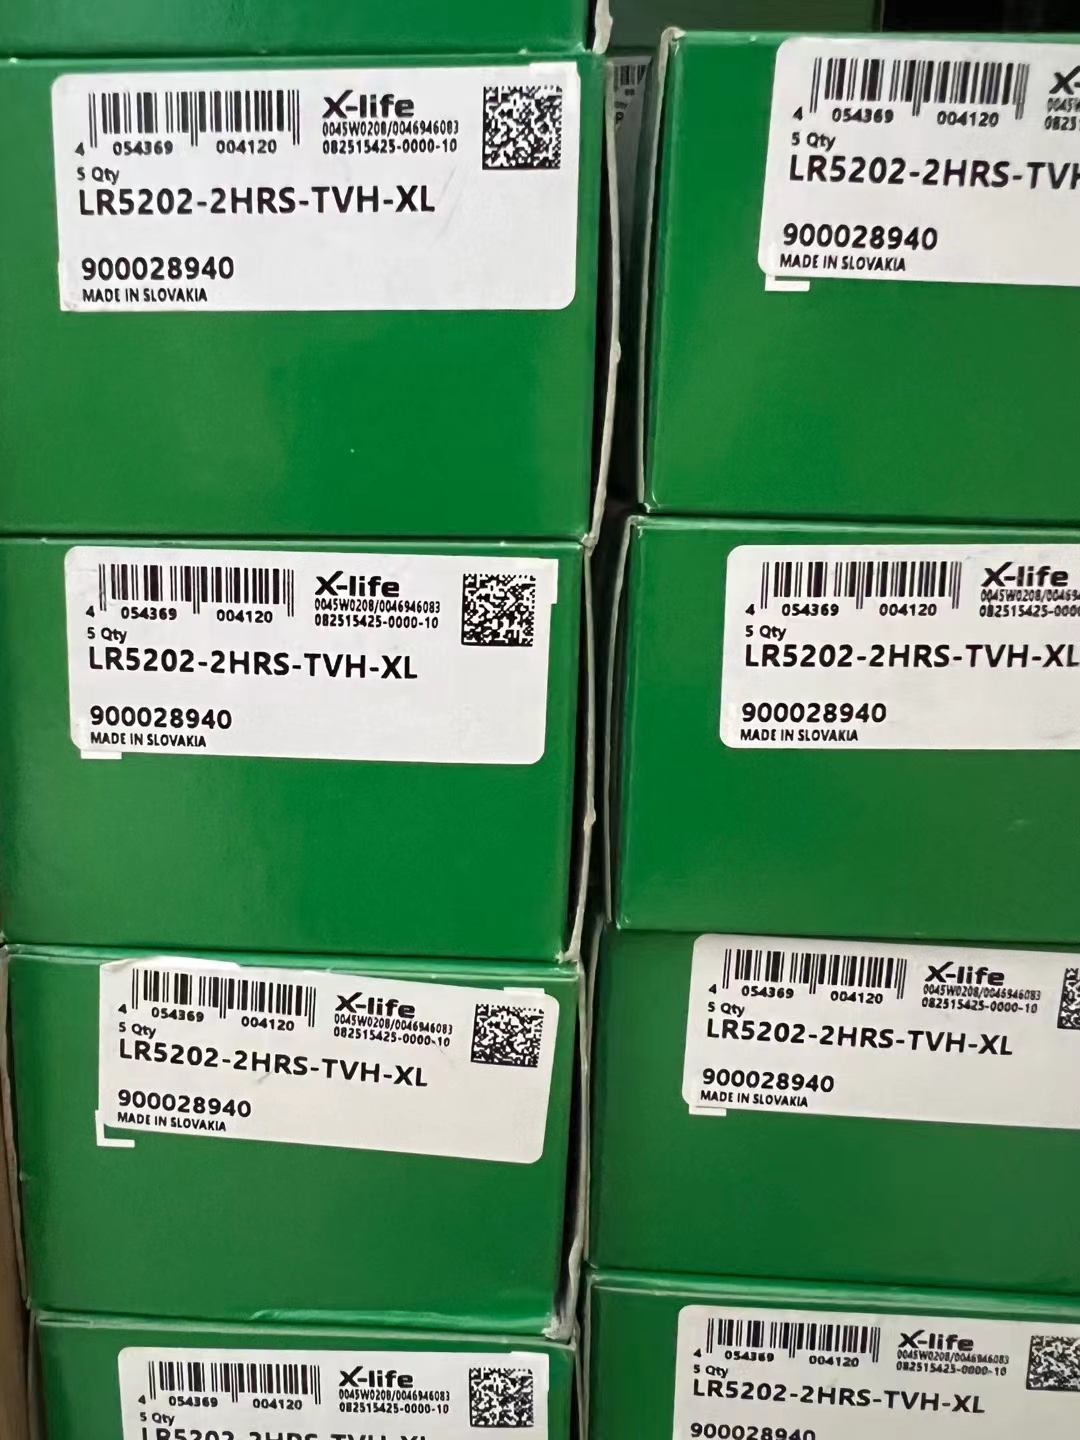 X-life
0045W0208/0046946083
4 054369 004120
082515425-0000-10
5 Qty
LR5202-2HRS-TVH-XL
900028940
MADE IN SLOVAKIA
4 054369 004120
5 Qty
LR5202-2HRS-TVH
900028940
MADE IN SLOVAKIA
X-life
0045W0208/0046946083
4 054369 004120
082515425-0000-10
5 Qty
LR5202-2HRS-TVH-XL
900028940
MADE IN SLOVAKIA
X-life
4 054369 004120
5 Qty
LR5202-2HRS-TVH-XL
900028940
MADE IN SLOVAKIA
X-life
0045W0208/0046946083
4 054369 004120
082515425-0000-10
5 Qty
LR5202-2HRS-TVH-XL
900028940
MADE IN SLOVAKIA
X-life
0045W0208/0046946083
4 054369 004120
082515425-0000-10
5 Qty
LR5202-2HRS-TVH-XL
900028940
MADE IN SLOVAKIA
X-life
0045W0208/0046946083
4 054369 004120
082515425-0000-10
5 Qty
LR5202-2HRS-TVH-XL
X-life
0045W0208/0046946083
4 054369 004120
082515425-0000-10
5 Qty
LR5202-2HRS-TVH-XL
900028940